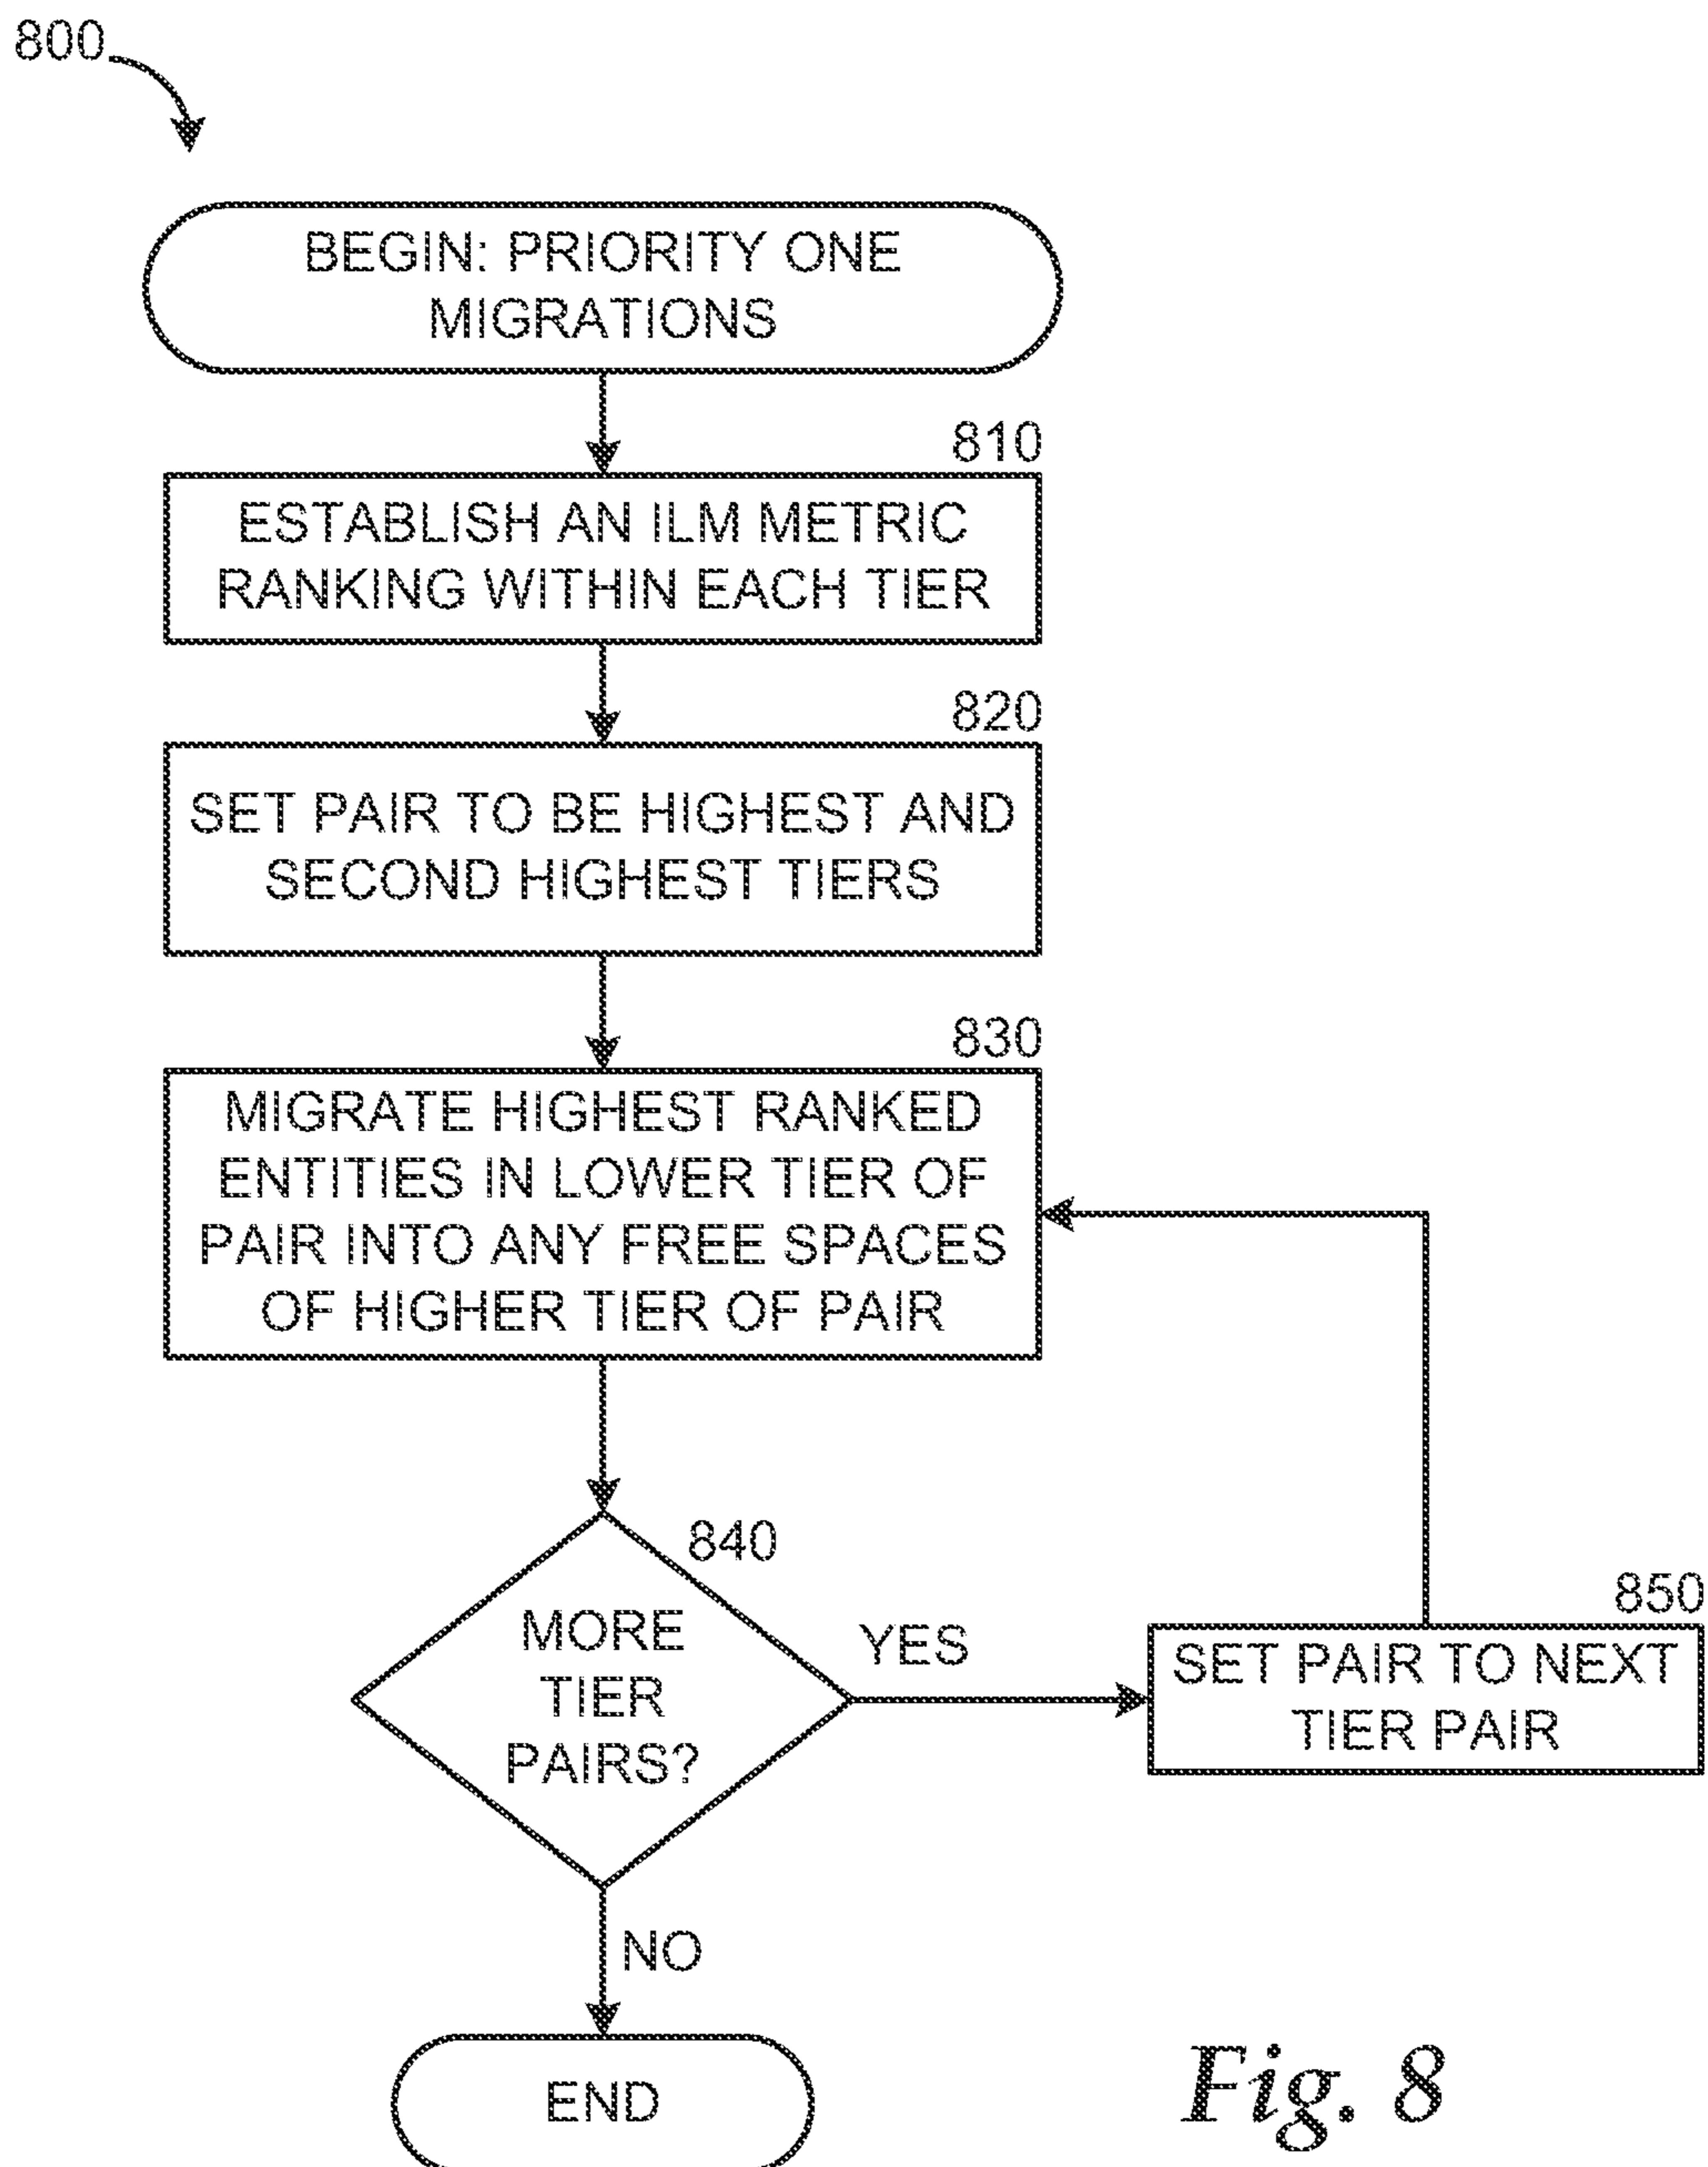 800
BEGIN: PRIORITY ONE
MIGRATIONS
810
ESTABLISH AN ILM METRIC
RANKING WITHIN EACH TIER
820
SET PAIR TO BE HIGHEST AND
SECOND HIGHEST TIERS
830
MIGRATE HIGHEST RANKED
ENTITIES IN LOWER TIER OF
PAIR INTO ANY FREE SPACES
OF HIGHER TIER OF PAIR
840
MORE
TIER
PAIRS?
YES
850
SET PAIR TO NEXT
TIER PAIR
NO
END
Fig. 8